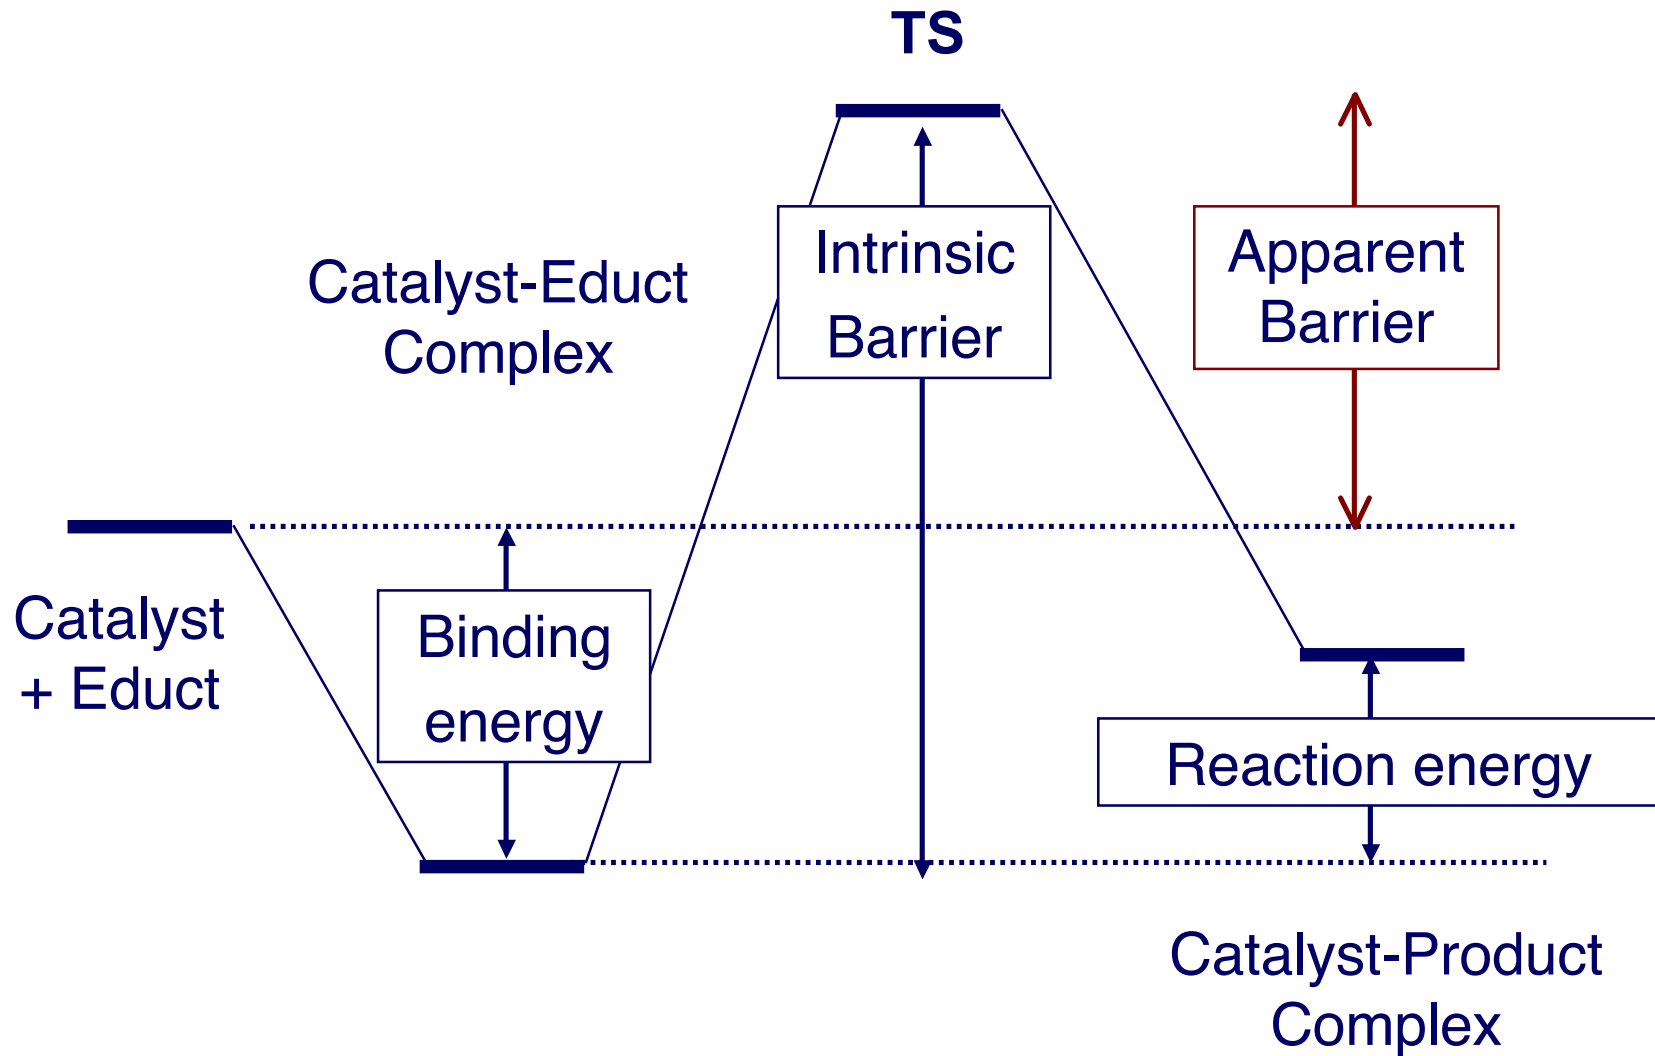 TS
Catalyst-Educt
Complex
Intrinsic
Barrier
Apparent
Barrier
Catalyst
+ Educt
Binding
energy
Reaction energy
Catalyst-Product
Complex